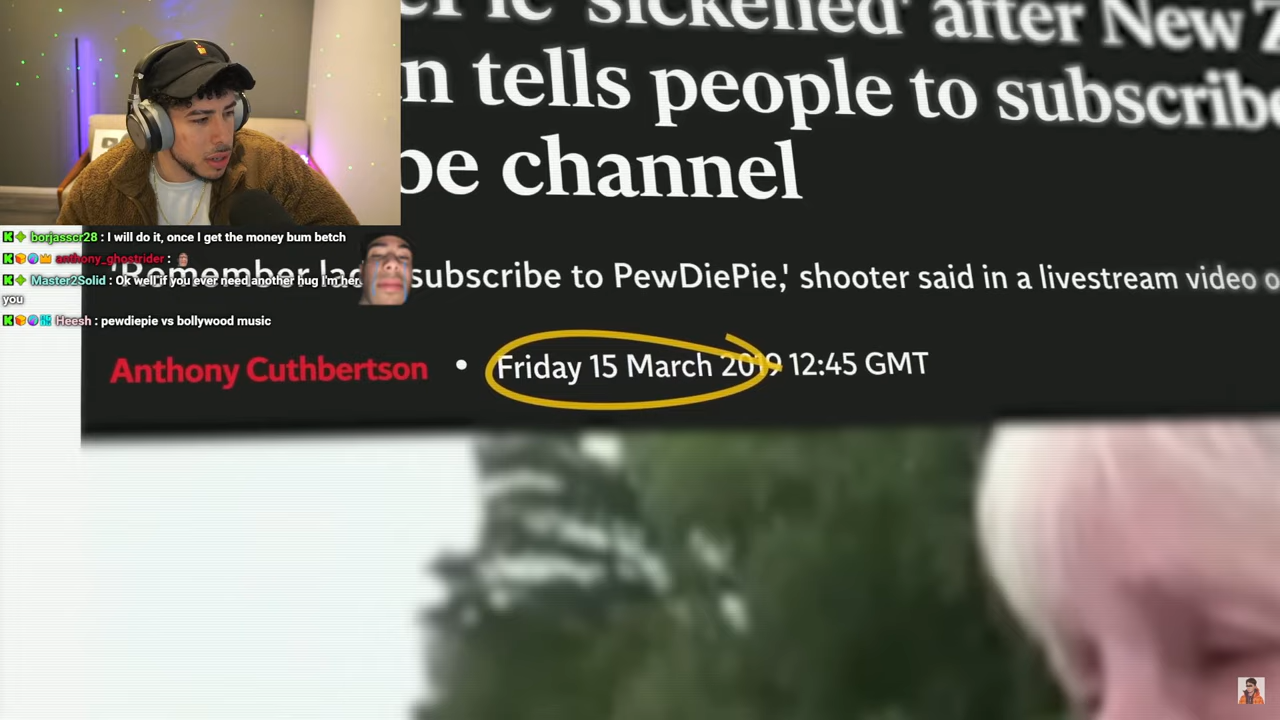 'sickened' after New
tells people to subscribe
channel
subscribe to PewDiePie,' shooter said in a livestream video
Anthony Cuthbertson • Friday 15 March 2019 12:45 GMT
borjasscr28 : I will do it, once I get the money bum betch
anthony_ghostrider :
Master2Solid : Ok well if you ever need another hug I'm here
you
Heesh : pewdiepie vs bollywood music